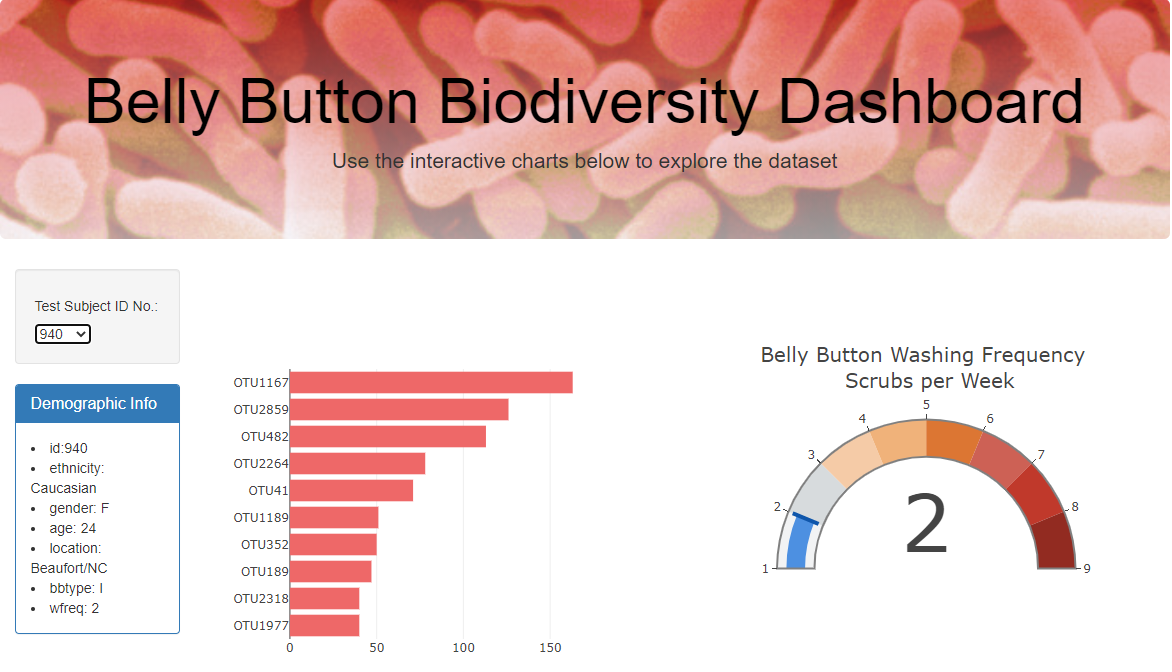 Belly Button Biodiversity Dashboard
Use the interactive charts below to explore the dataset
Test Subject ID No.:
940
Demographic Info
id:940
ethnicity:
Caucasian
gender: F
age: 24
location:
Beaufort/NC
bbtype: I
wfreq: 2
OTU1167
OTU2859
OTU482
OTU2264
OTU41
OTU1189
OTU352
OTU189
OTU2318
OTU1977
0 50 100 150
Belly Button Washing Frequency
Scrubs per Week
1
2
3
4
5
6
7
8
9
2